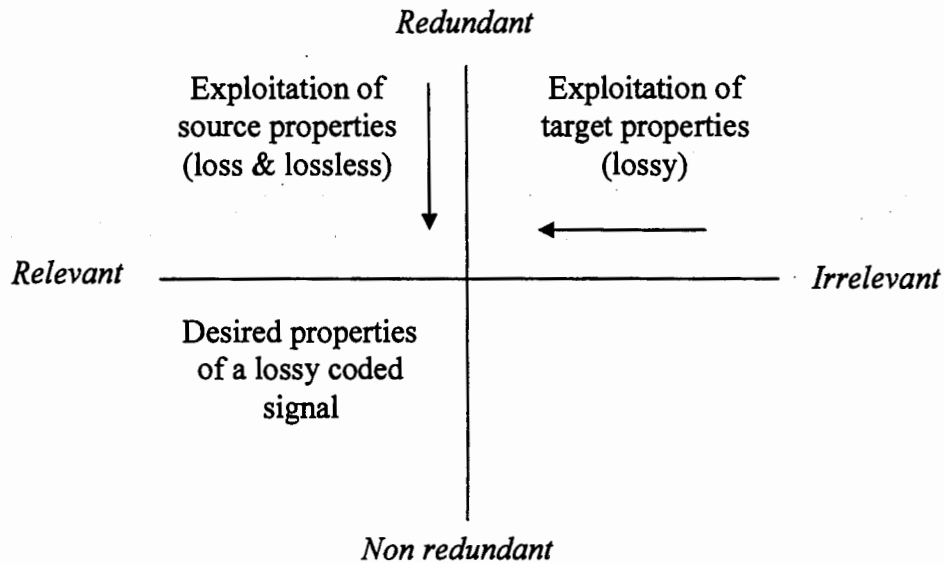 Redundant
Exploitation of
source properties
(loss & lossless)
Exploitation of
target properties
(lossy)
Relevant
Irrelevant
Desired properties
of a lossy coded
signal
Non redundant